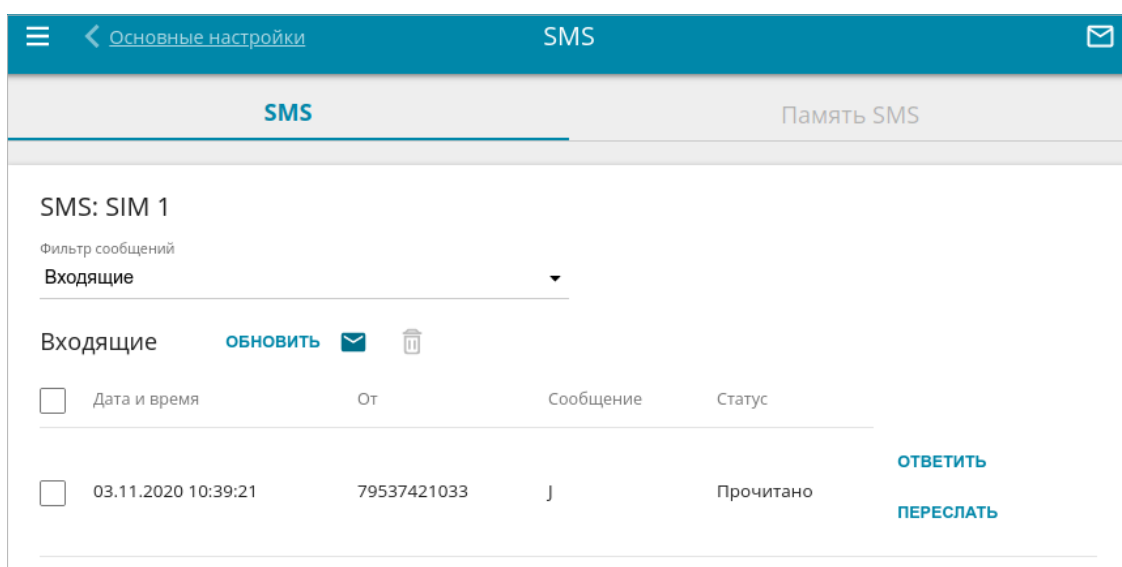 Основные настройки SMS
SMS Память SMS
SMS: SIM 1
Фильтр сообщений
Входящие
Входящие ОБНОВИТЬ
Дата и время От Сообщение Статус
ОТВЕТИТЬ
03.11.2020 10:39:21 79537421033 J Прочитано
ПЕРЕСЛАТЬ